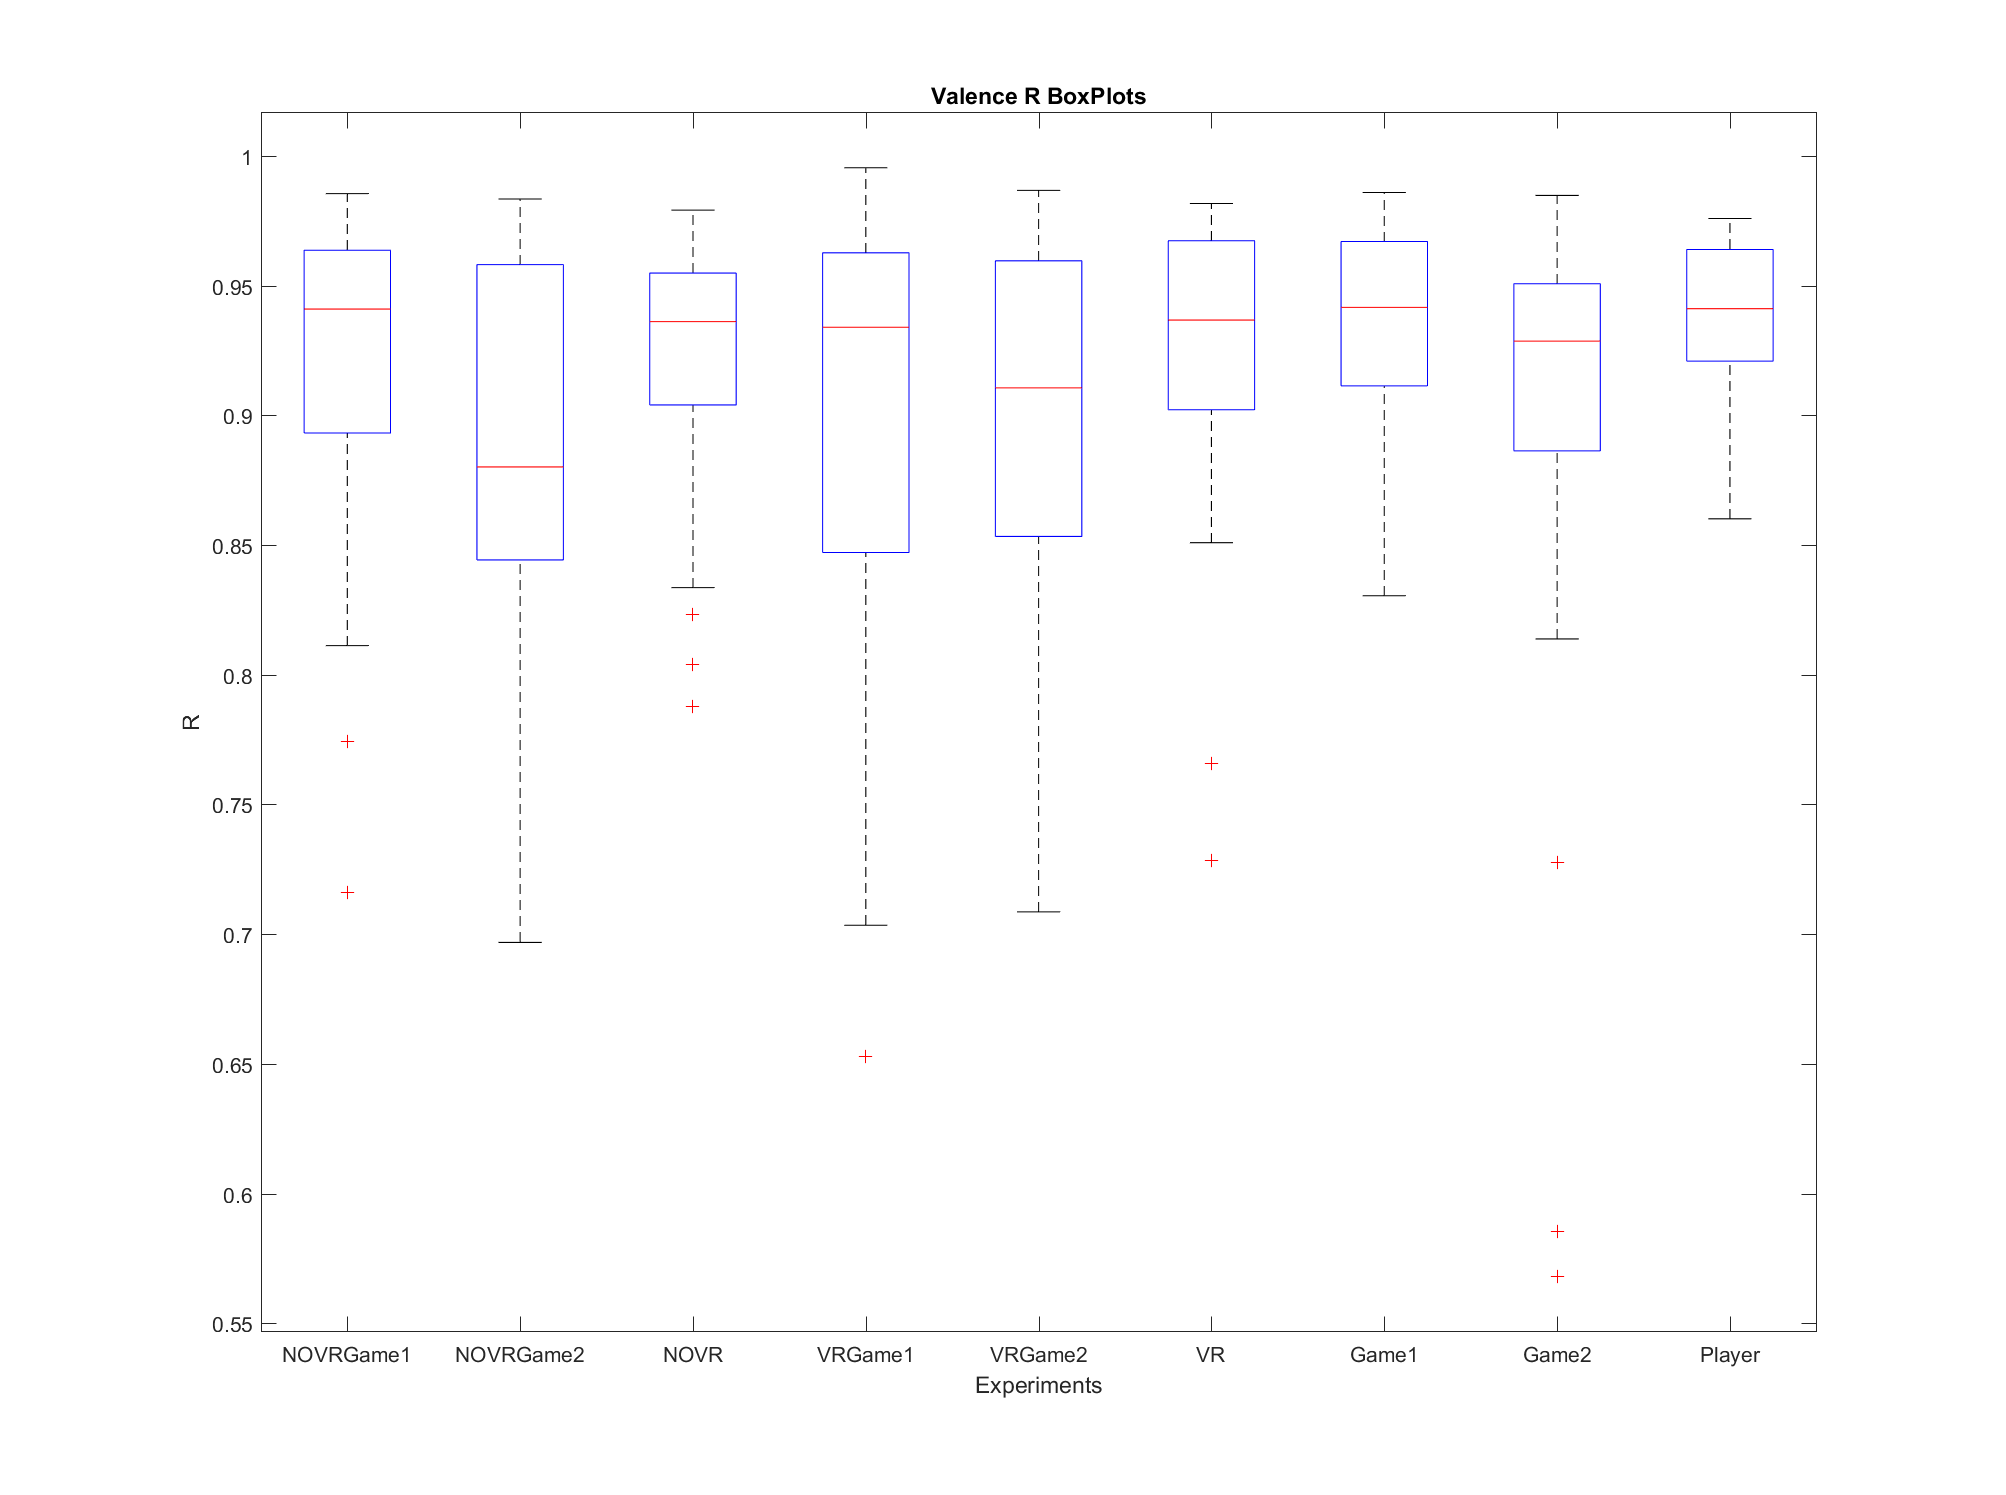 Valence R BoxPlots
1
0.95
0.9
0.85
0.8
0.75
0.7
0.65
0.6
0.55
R
NOVRGame1 NOVRGame2 NOVR VRGame1 VRGame2 VR Game1 Game2 Player
Experiments